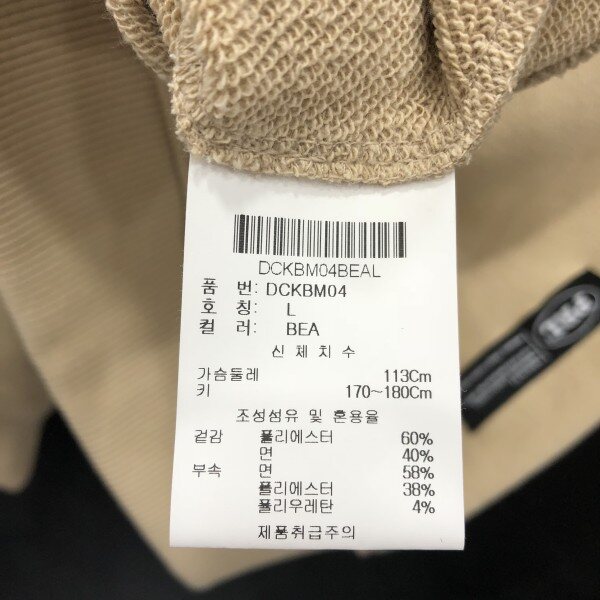 DCKBM04BEAL
품 번: DCKBM04
호 칭: L
컬 러: BEA
신 체 치 수
가슴둘레 113Cm
키 170~180Cm
조성섬유 및 혼용율
겉감 폴리에스터 60%
면 40%
부속 면 58%
폴리에스터 38%
폴리우레탄 4%
제품취급주의